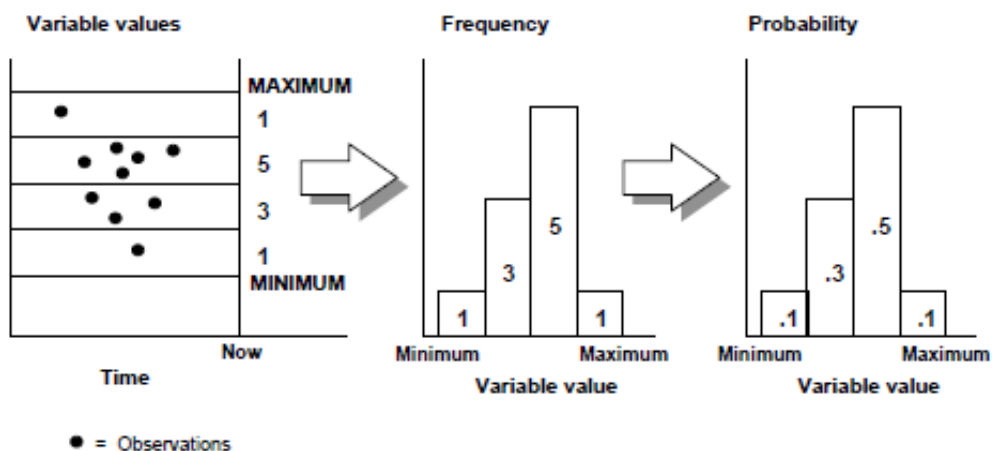 Variable values
Frequency
Probability
MAXIMUM
1
5
3
1
MINIMUM
Now
Time
1
3
5
1
Minimum
Maximum
Variable value
.1
.3
.5
.1
Minimum
Maximum
Variable value
= Observations